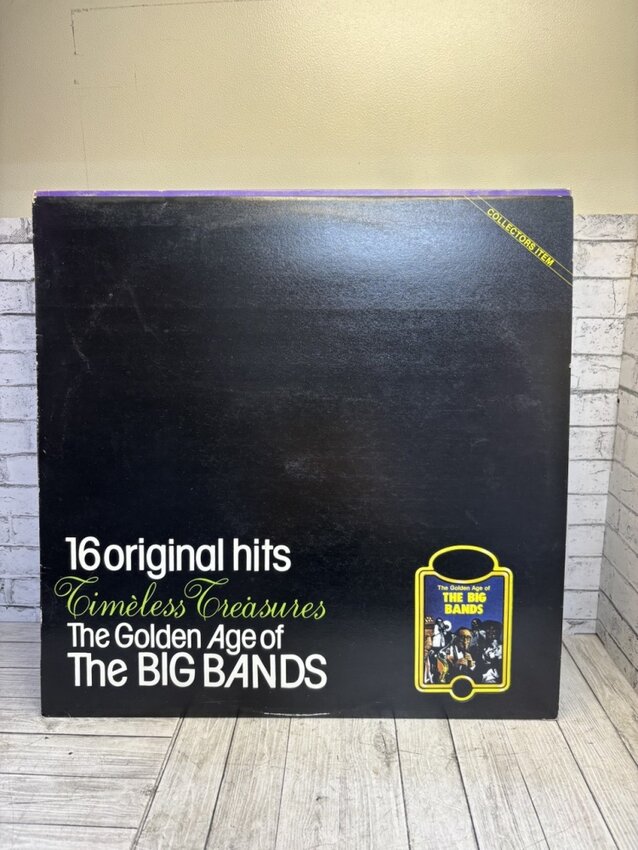 COLLECTORS ITEM
16 original hits
Timèless Treasures
The Golden Age of
The BIG BANDS
The Golden Age of
THE BIG
BANDS